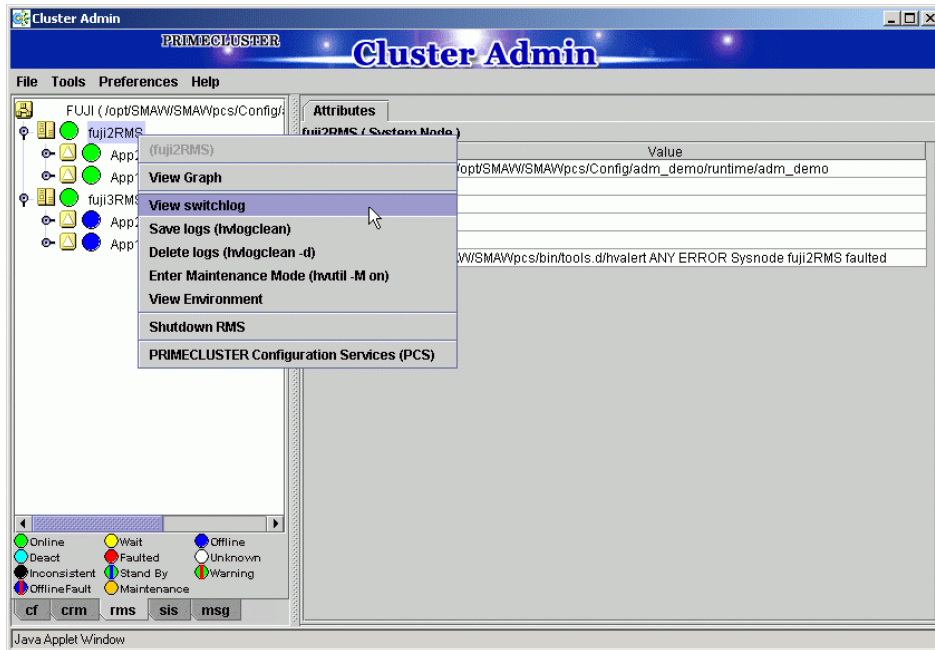 Cluster Admin
PRIMECLUSTER
Cluster Admin
File Tools Preferences Help
FUJI ( /opt/SMAW/SMAWpcs/Config/
fuji2RMS
App2
App1
fuji3RMS
App2
App1
(fuji2RMS)
View Graph
View switchlog
Save logs (hvlogclean)
Delete logs (hvlogclean -d)
Enter Maintenance Mode (hvutil -M on)
View Environment
Shutdown RMS
PRIMECLUSTER Configuration Services (PCS)
Attributes
fuji2RMS ( System Node )
Value
/opt/SMAW/SMAWpcs/Config/adm_demo/runtime/adm_demo
W/SMAWpcs/bin/tools.d/hvalert ANY ERROR Sysnode fuji2RMS faulted
Online Wait Offline
Deact Faulted Unknown
Inconsistent Stand By Warning
OfflineFault Maintenance
cf crm rms sis msg
Java Applet Window